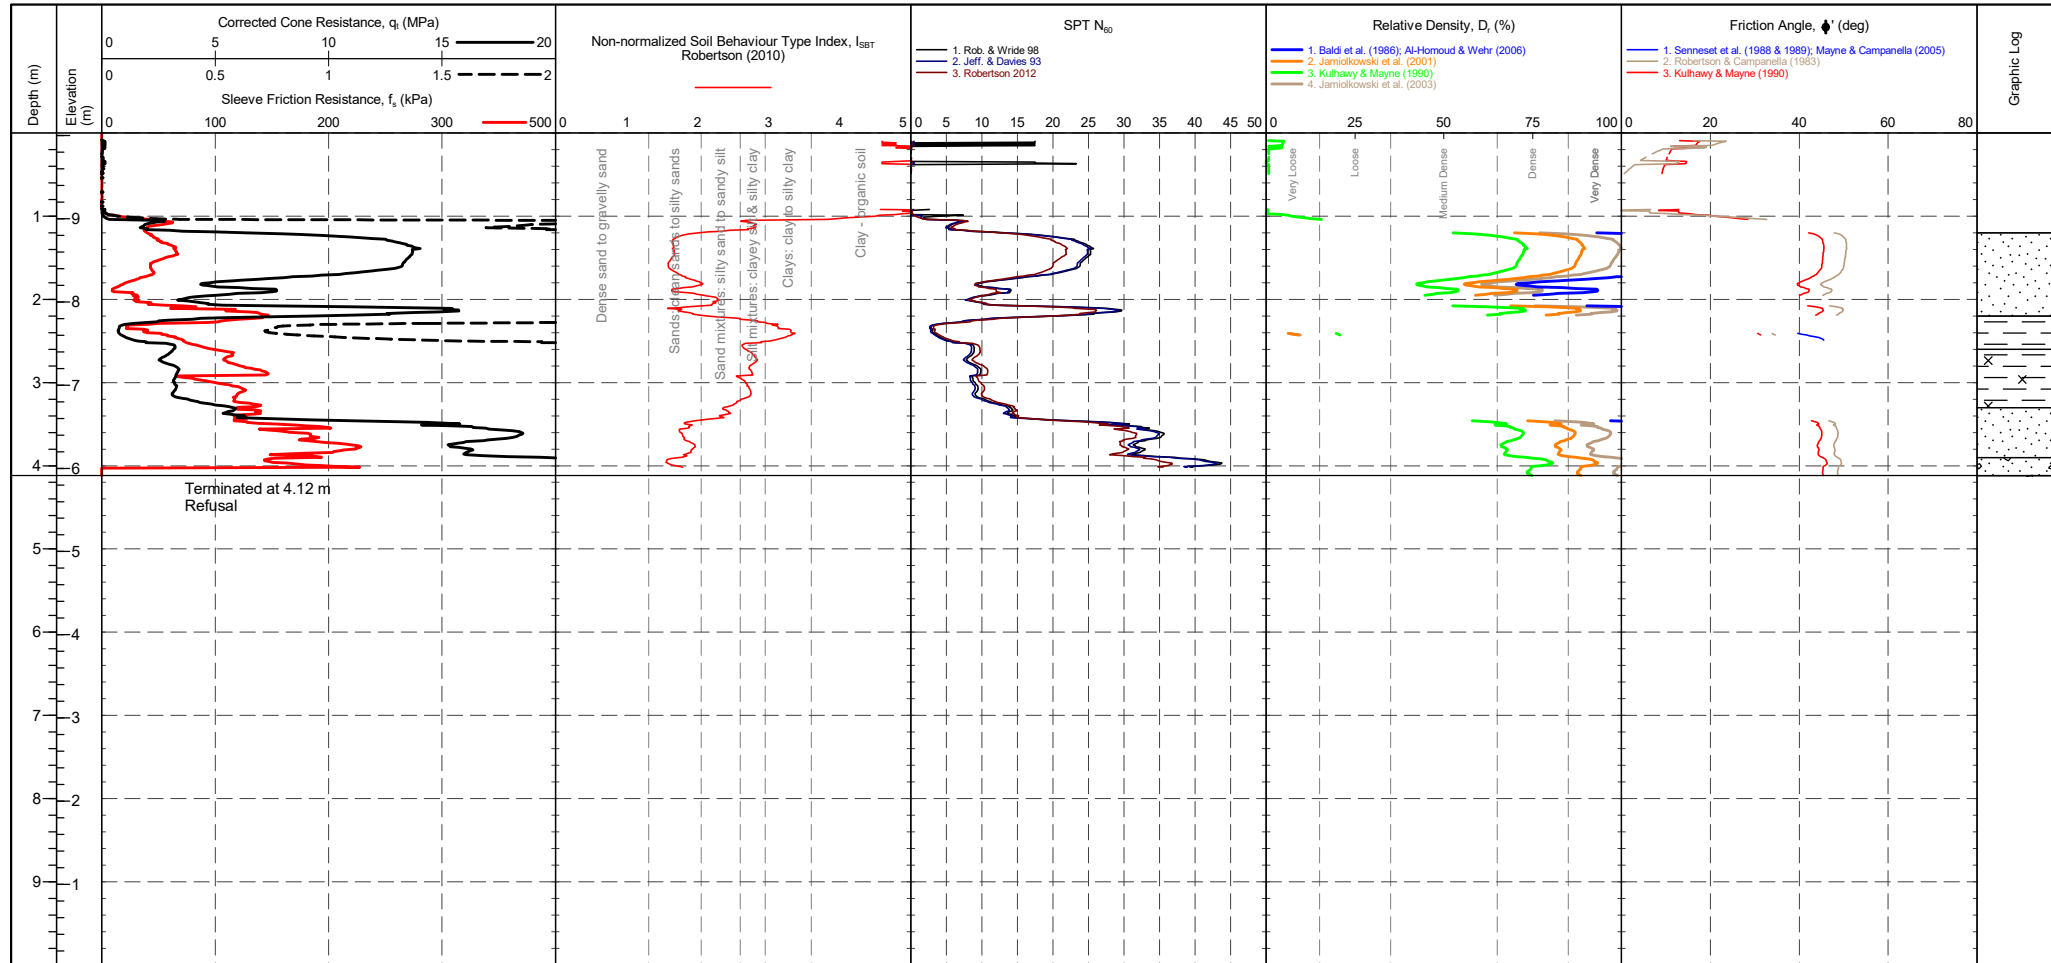 Depth (m)
Elevation (m)
Corrected Cone Resistance, qt (MPa)
0 5 10 15 20
0 0.5 1 1.5 2
Sleeve Friction Resistance, fs (kPa)
0 100 200 300 500
Non-normalized Soil Behaviour Type Index, ISBT
Robertson (2010)
0 1 2 3 4 5
SPT N60
1. Rob. & Wride 98
2. Jeff. & Davies 93
3. Robertson 2012
0 5 10 15 20 25 30 35 40 45 50
Relative Density, Dr (%)
1. Baldi et al. (1986); Al-Homoud & Wehr (2006)
2. Jamiolkowski et al. (2001)
3. Kulhawy & Mayne (1990)
4. Jamiolkowski et al. (2003)
0 25 50 75 100
Friction Angle, ϕ' (deg)
1. Senneset et al. (1988 & 1989); Mayne & Campanella (2005)
2. Robertson & Campanella (1983)
3. Kulhawy & Mayne (1990)
0 20 40 60 80
Graphic Log
Dense sand to gravelly sand
Sands: clean sands to silty sands
Sand mixtures: silty sand to sandy silt
Silt mixtures: clayey silt & silty clay
Clays: clay to silty clay
Clay - organic soil
Very Loose
Loose
Medium Dense
Dense
Very Dense
1 9
2 8
3 7
4 6
Terminated at 4.12 m
Refusal
5 5
6 4
7 3
8 2
9 1